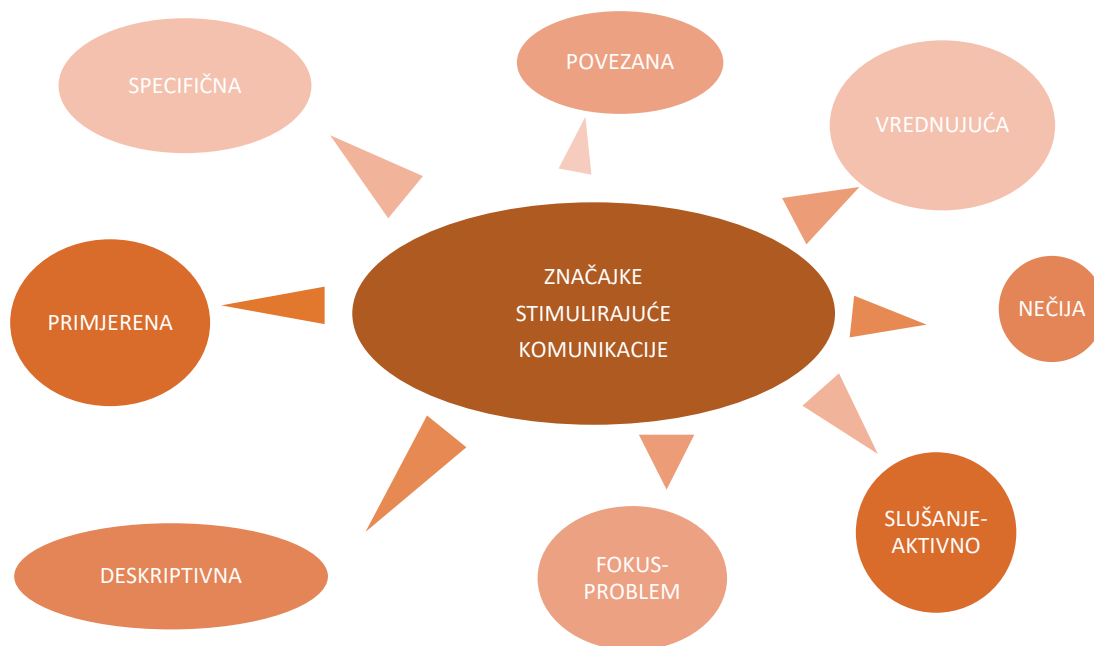 SPECIFIČNA
POVEZANA
VREDNUJUĆA
ZNAČAJKE
STIMULIRAJUĆE
KOMUNIKACIJE
PRIMJERENA
NEČIJA
SLUŠANJE-
AKTIVNO
FOKUS-
PROBLEM
DESKRIPTIVNA